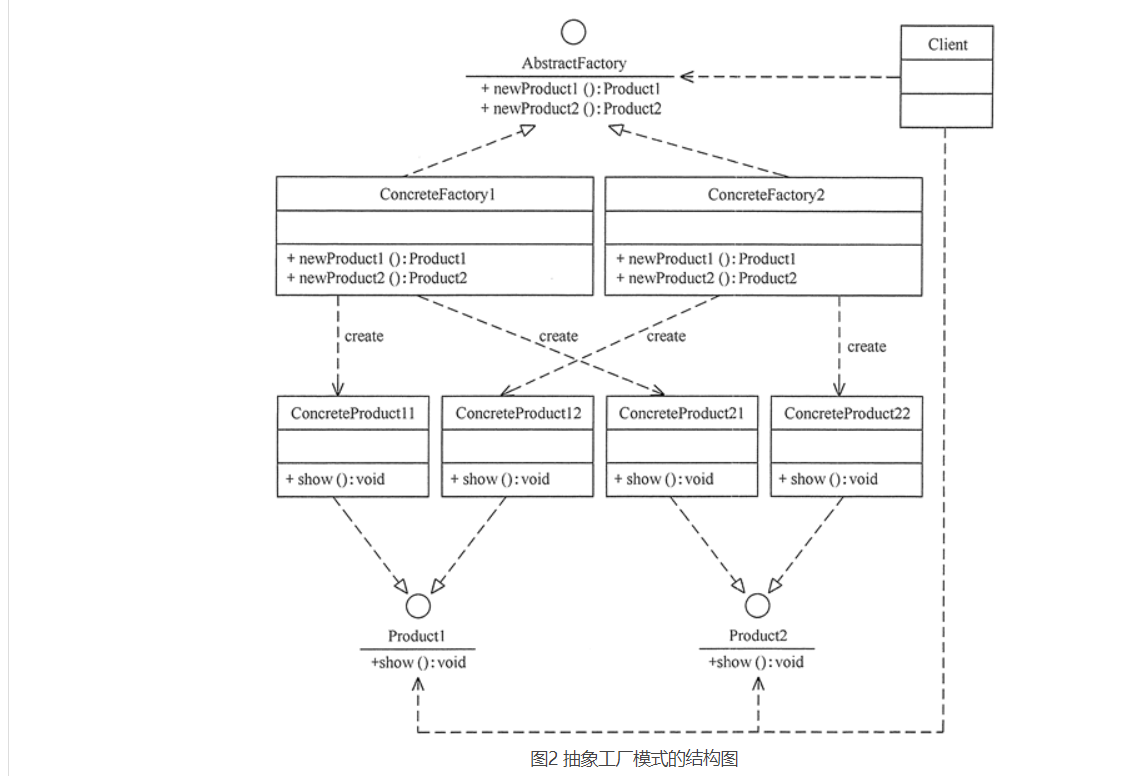 AbstractFactory
+ newProduct1 (): Product1
+ newProduct2 (): Product2
Client
ConcreteFactory1
+ newProduct1 (): Product1
+ newProduct2 (): Product2
ConcreteFactory2
+ newProduct1 (): Product1
+ newProduct2 (): Product2
create
create
create
create
ConcreteProduct11
+ show (): void
ConcreteProduct12
+ show (): void
ConcreteProduct21
+ show (): void
ConcreteProduct22
+ show (): void
Product1
+show (): void
Product2
+show (): void
图2 抽象工厂模式的结构图